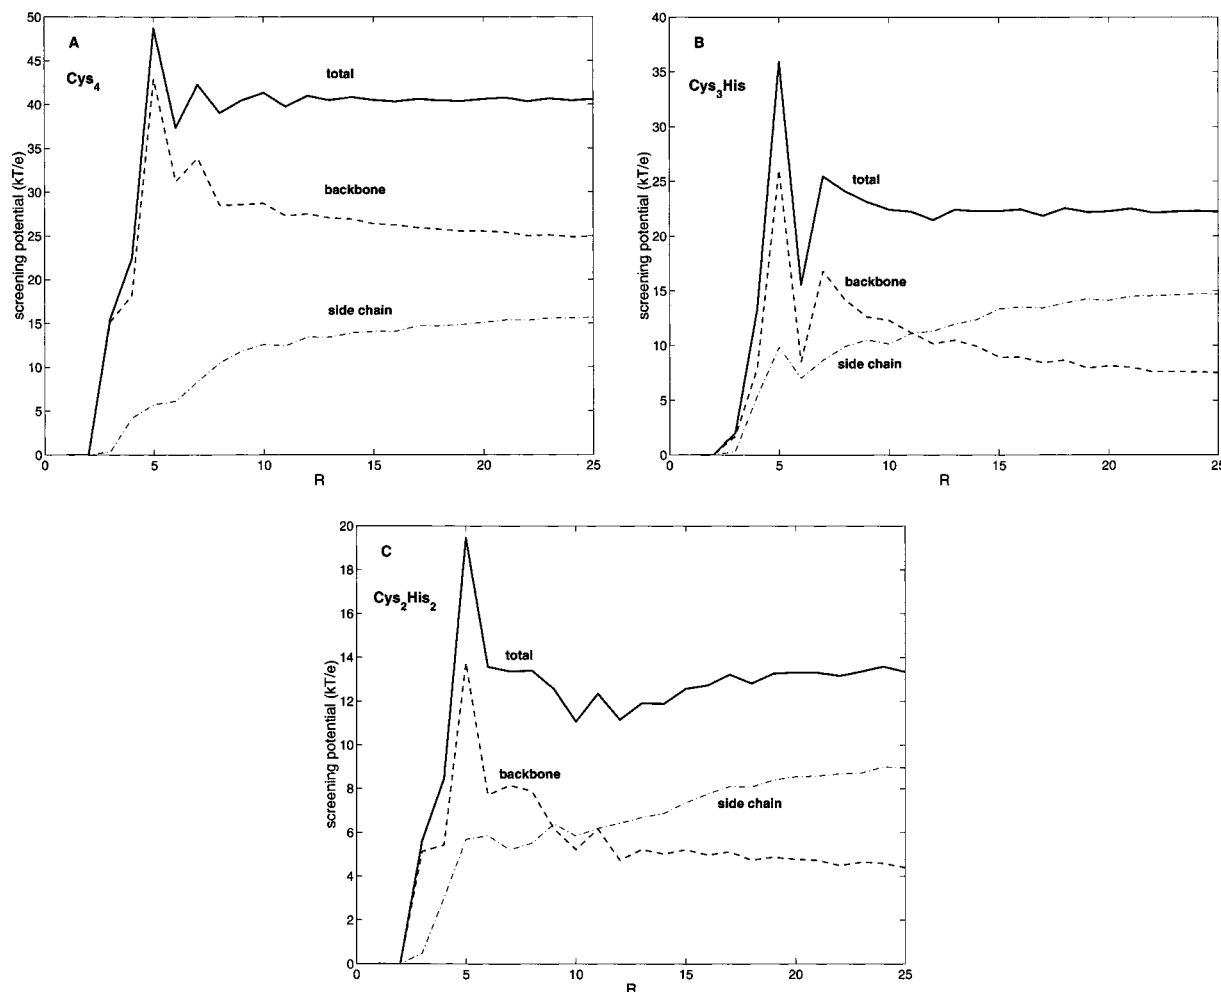 A
Cys4
total
backbone
side chain
screening potential (kT/e)
50
45
40
35
30
25
20
15
10
5
0
0 5 10 15 20 25
R
B
Cys3His
total
backbone
side chain
screening potential (kT/e)
40
35
30
25
20
15
10
5
0
0 5 10 15 20 25
R
C
Cys2His2
total
backbone
side chain
screening potential (kT/e)
20
18
16
14
12
10
8
6
4
2
0
0 5 10 15 20 25
R